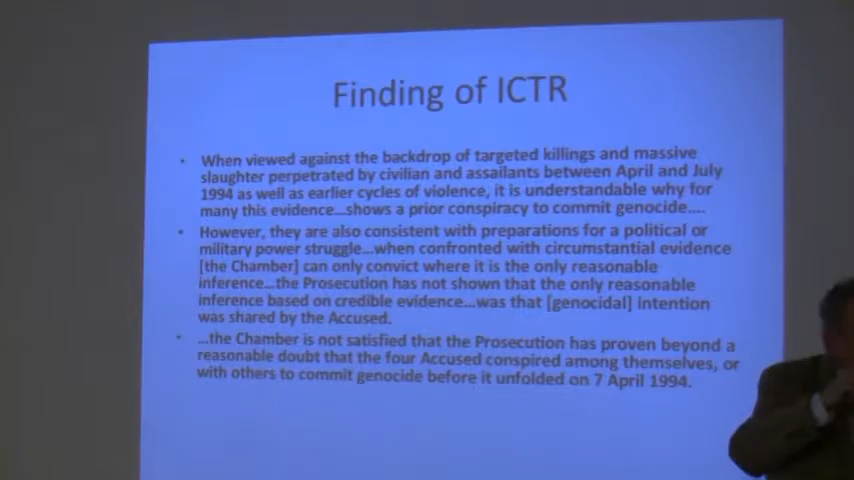 Finding of ICTR
• When viewed against the backdrop of targeted killings and massive
slaughter perpetrated by civilian and assailants between April and July
1994 as well as earlier cycles of violence, it is understandable why for
many this evidence...shows a prior conspiracy to commit genocide....
• However, they are also consistent with preparations for a political or
military power struggle...when confronted with circumstantial evidence
[the Chamber] can only convict where it is the only reasonable
inference...the Prosecution has not shown that the only reasonable
inference based on credible evidence...was that [genocidal] intention
was shared by the Accused.
• ...the Chamber is not satisfied that the Prosecution has proven beyond a
reasonable doubt that the four Accused conspired among themselves, or
with others to commit genocide before it unfolded on 7 April 1994.